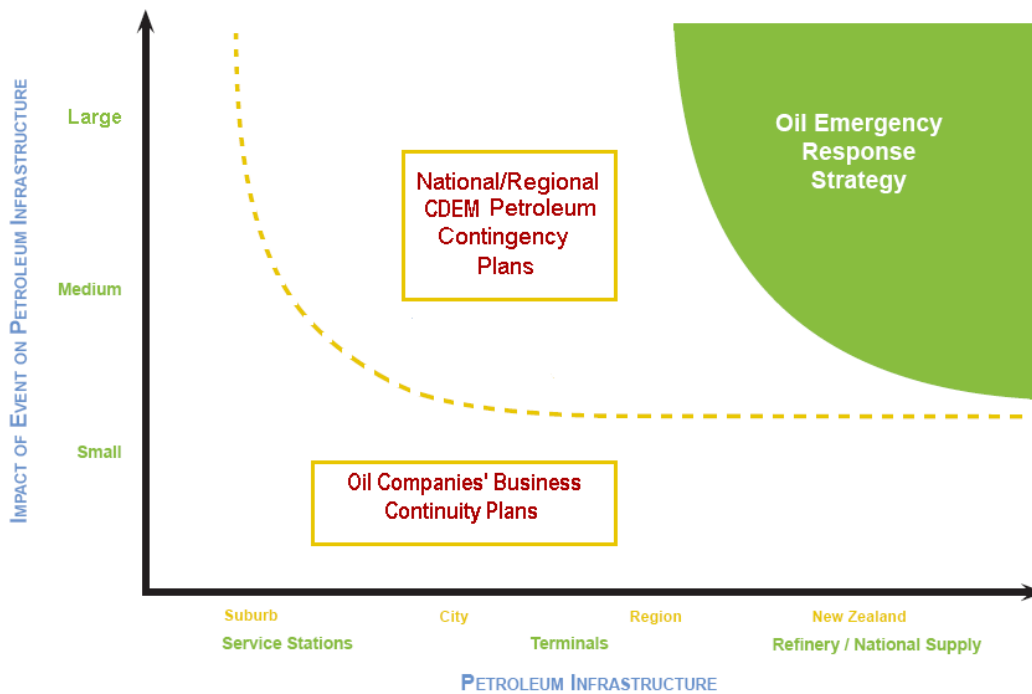 IMPACT OF EVENT ON PETROLEUM INFRASTRUCTURE
Large
Medium
Small
National/Regional
CDEM Petroleum
Contingency
Plans
Oil Emergency
Response
Strategy
Oil Companies' Business
Continuity Plans
Suburb
City
Region
New Zealand
Service Stations
Terminals
Refinery / National Supply
PETROLEUM INFRASTRUCTURE